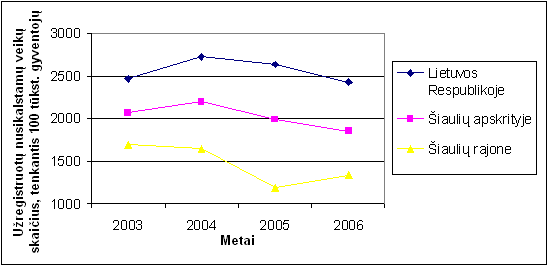 Užregistruotų nusikalstamų veikų
skaičius, tenkantis 100 tūkst. gyventojų
3000
2500
2000
1500
1000
2003 2004 2005 2006
Metai
Lietuvos
Respublikoje
Šiaulių apskrityje
Šiaulių rajone